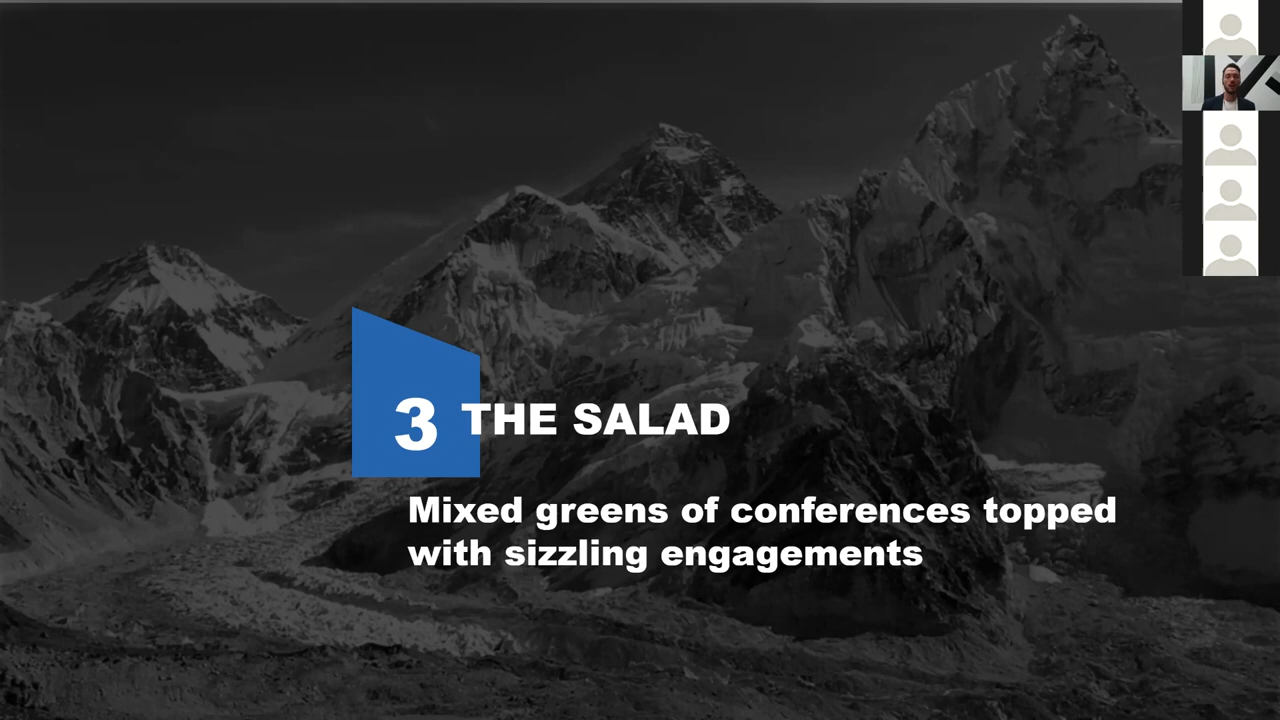 3 THE SALAD
Mixed greens of conferences topped
with sizzling engagements